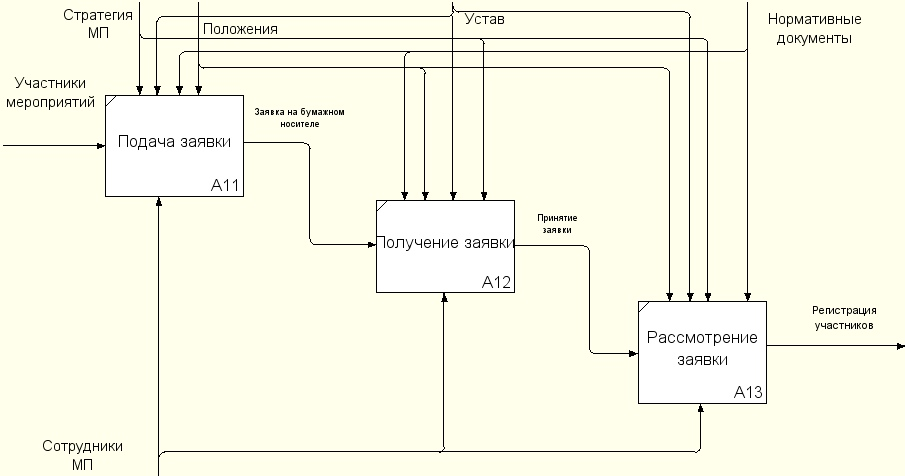 Стратегия
МП
Положения
Устав
Нормативные
документы
Участники
мероприятий
Подача заявки
A11
Заявка на бумажном
носителе
Получение заявки
A12
Принятие
заявки
Рассмотрение
заявки
A13
Регистрация
участников
Сотрудники
МП